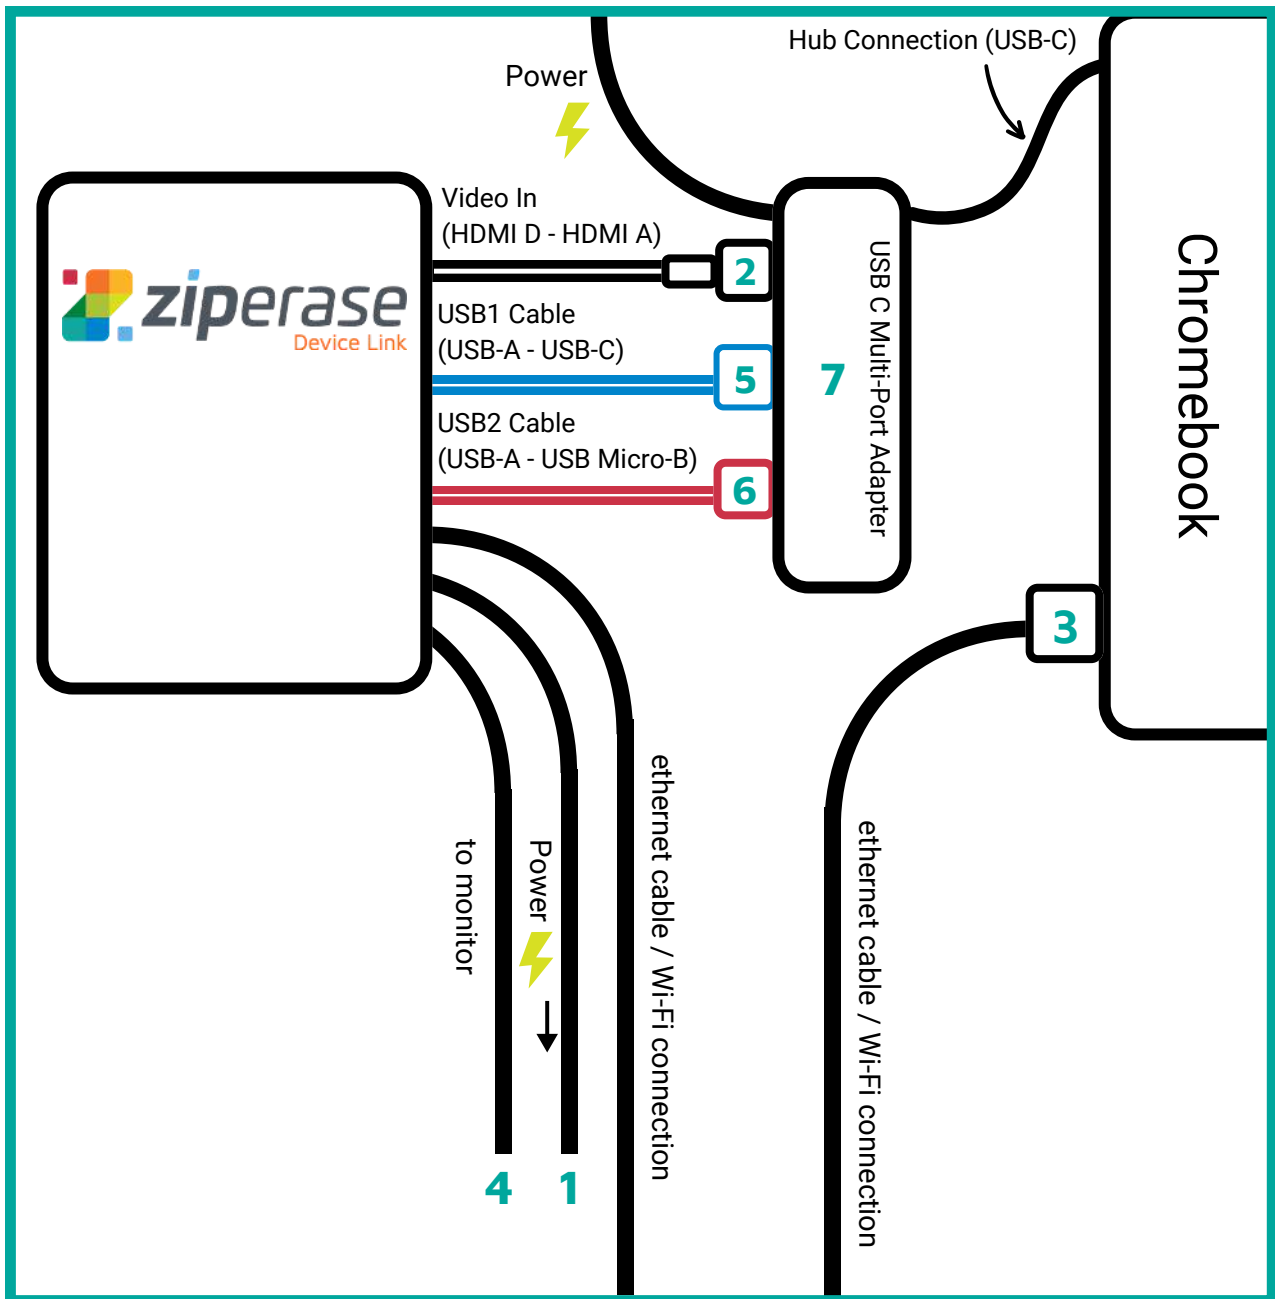 Hub Connection (USB-C)
Power
Video In
(HDMI D - HDMI A)
2
ziperase
Device Link
USB1 Cable
(USB-A - USB-C)
5
USB2 Cable
(USB-A - USB Micro-B)
6
7
USB C Multi-Port Adapter
Chromebook
3
to monitor
Power
ethernet cable / Wi-Fi connection
ethernet cable / Wi-Fi connection
4
1